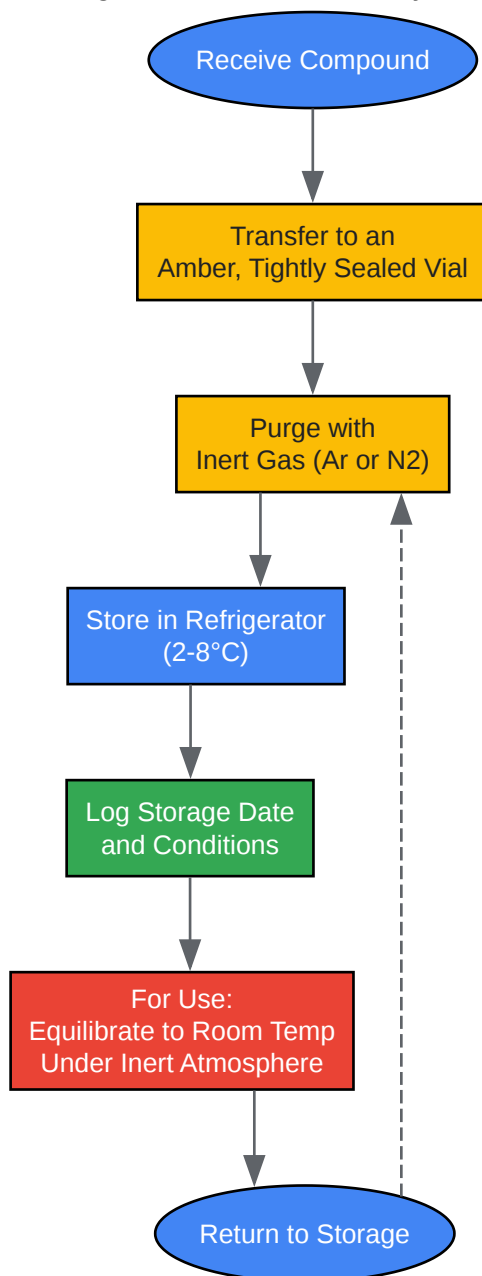 Receive Compound
Transfer to an
Amber, Tightly Sealed Vial
Purge with
Inert Gas (Ar or N2)
Store in Refrigerator
(2-8°C)
Log Storage Date
and Conditions
For Use:
Equilibrate to Room Temp
Under Inert Atmosphere
Return to Storage